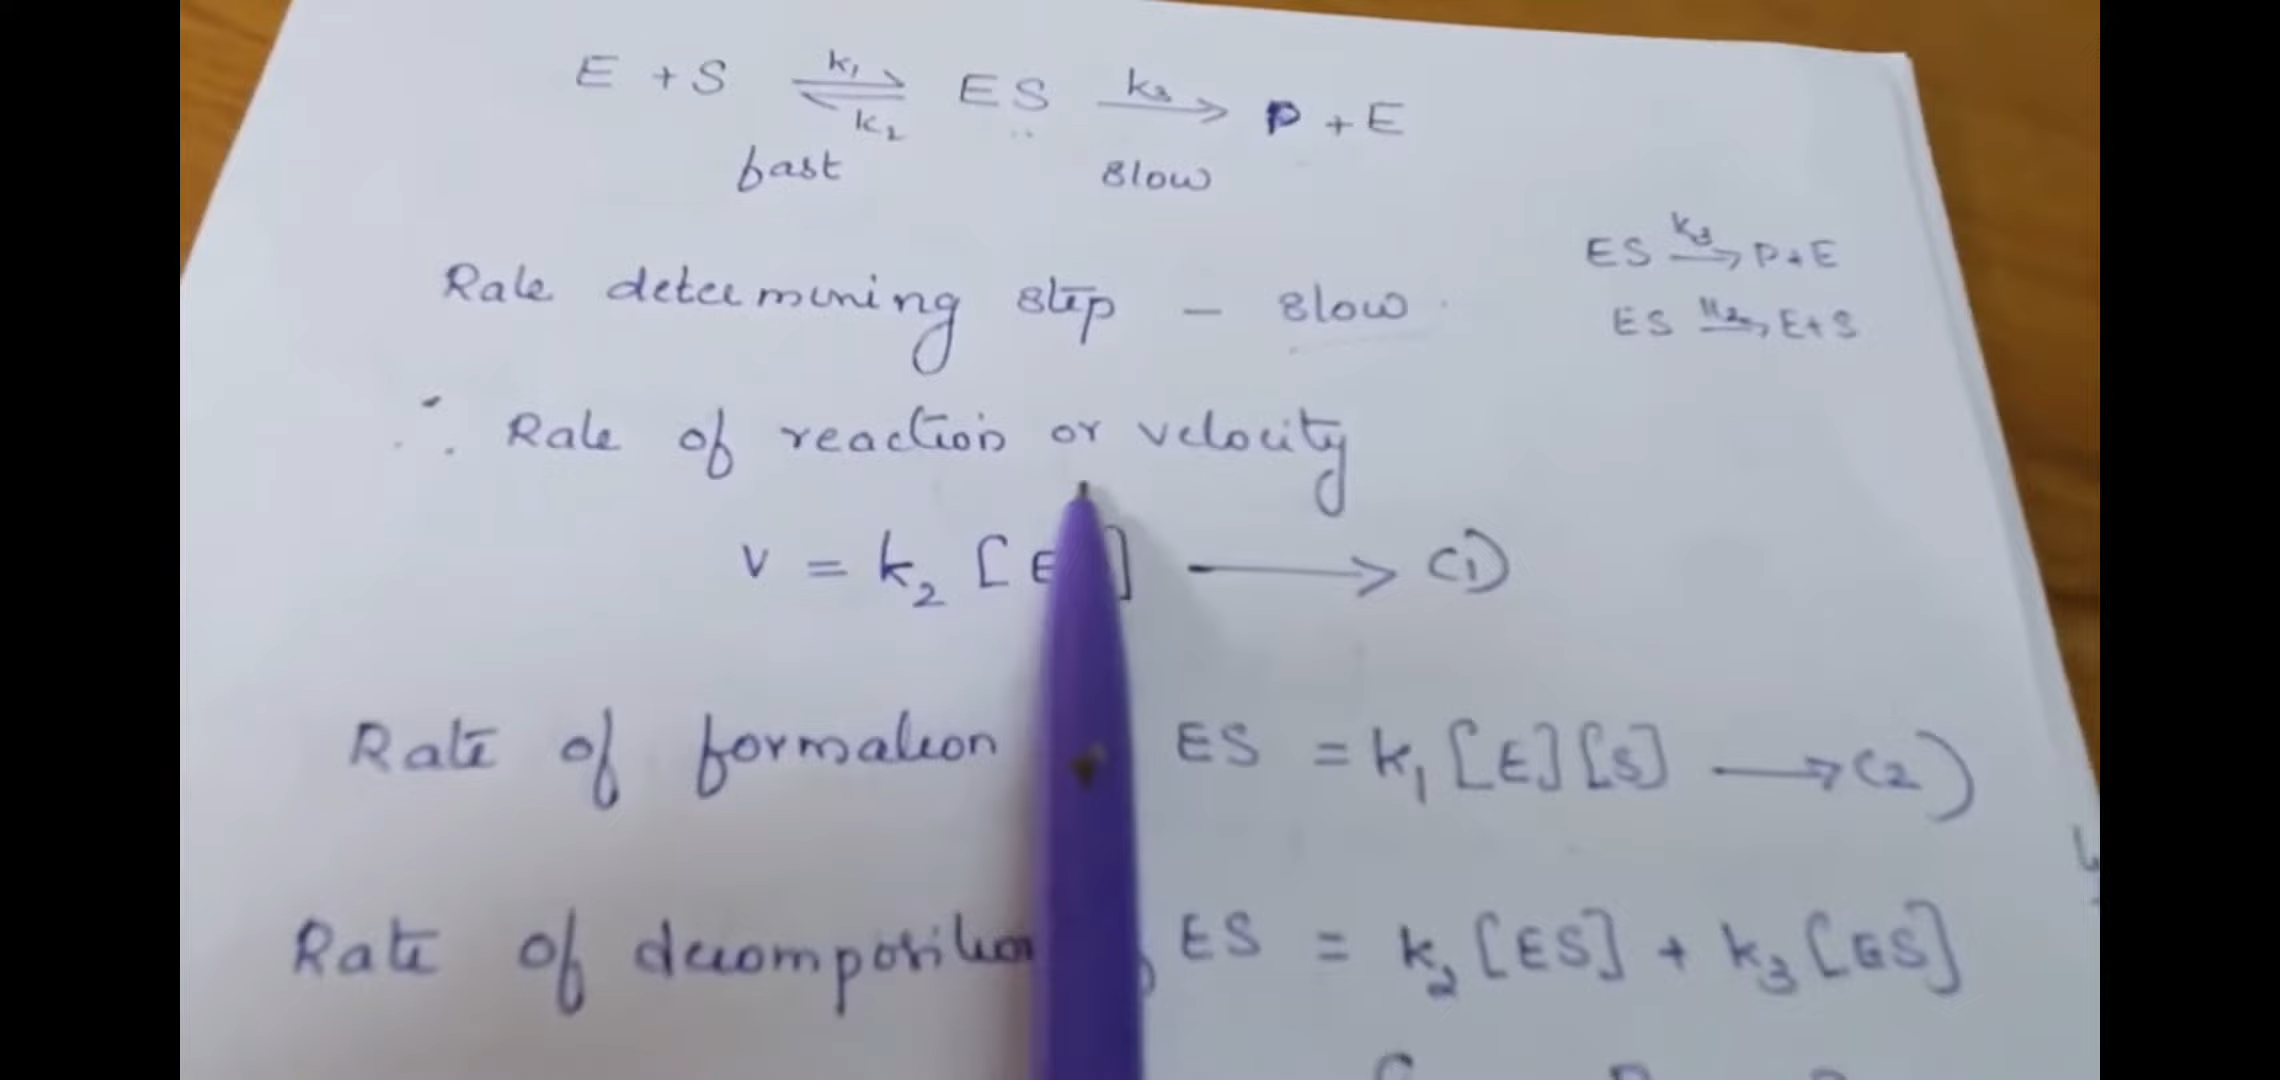 E + S ⇌ ES → P + E
k1 k2 k3
fast slow
ES k3→ P+E
Rate determining step – slow
ES k2→ E+S
∴ Rate of reaction or velocity
v = k2 [E ] ⟶ (1)
Rate of formation ES = k1 [E][S] ⟶ (2)
Rate of decomposition ES = k2 [ES] + k3 [ES]